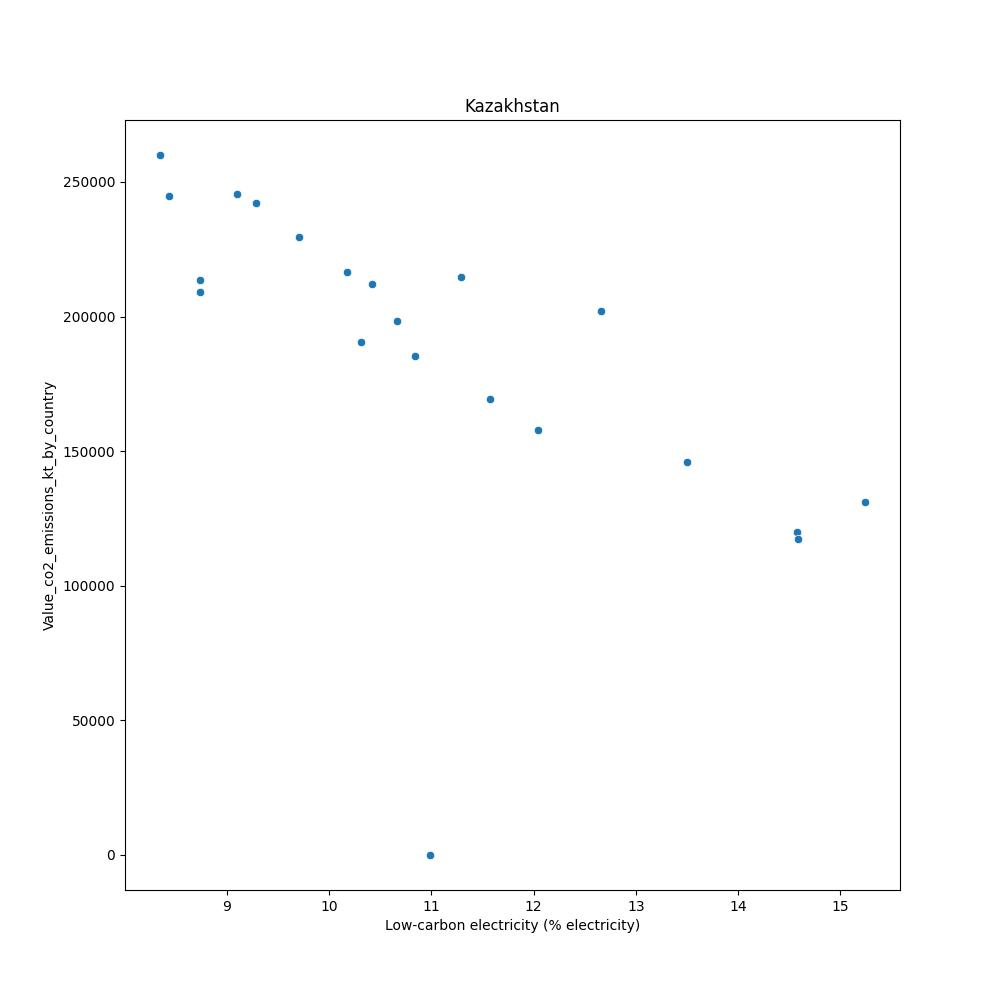 Kazakhstan
250000
200000
150000
100000
50000
0
Value_co2_emissions_kt_by_country
9 10 11 12 13 14 15
Low-carbon electricity (% electricity)